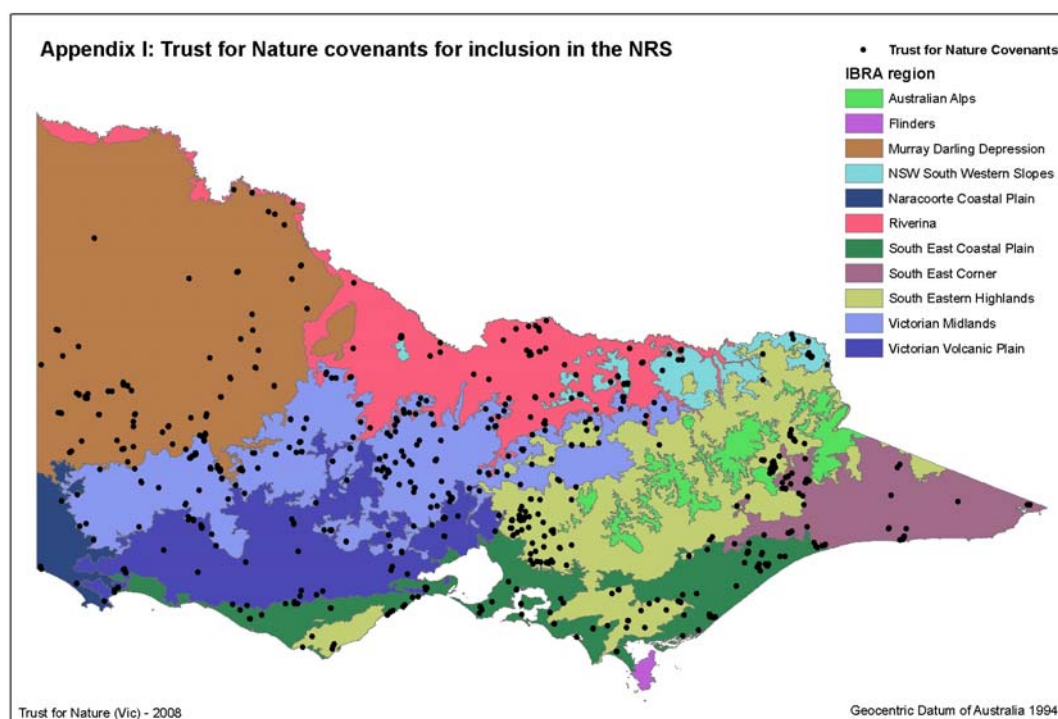 Appendix I: Trust for Nature covenants for inclusion in the NRS
Trust for Nature Covenants
IBRA region
Australian Alps
Flinders
Murray Darling Depression
NSW South Western Slopes
Naracoorte Coastal Plain
Riverina
South East Coastal Plain
South East Corner
South Eastern Highlands
Victorian Midlands
Victorian Volcanic Plain
Trust for Nature (Vic) - 2008
Geocentric Datum of Australia 1994